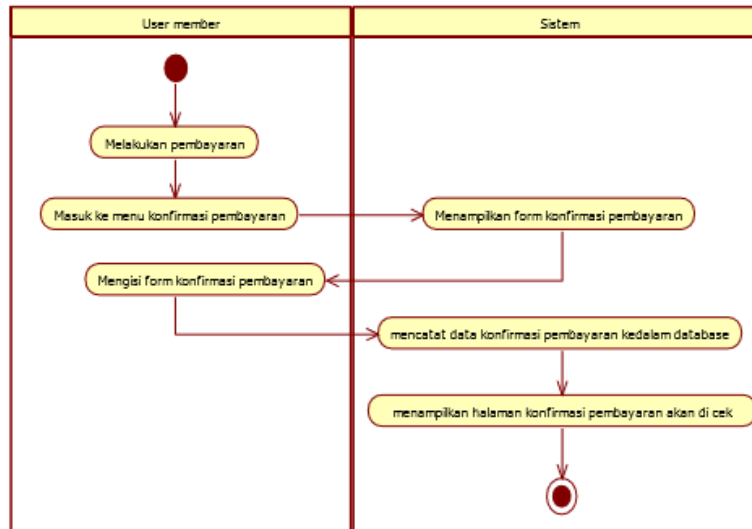 User member
Sistem
Melakukan pembayaran
Masuk ke menu konfirmasi pembayaran
Menampilkan form konfirmasi pembayaran
Mengisi form konfirmasi pembayaran
mencatat data konfirmasi pembayaran kedalam database
menampilkan halaman konfirmasi pembayaran akan di cek